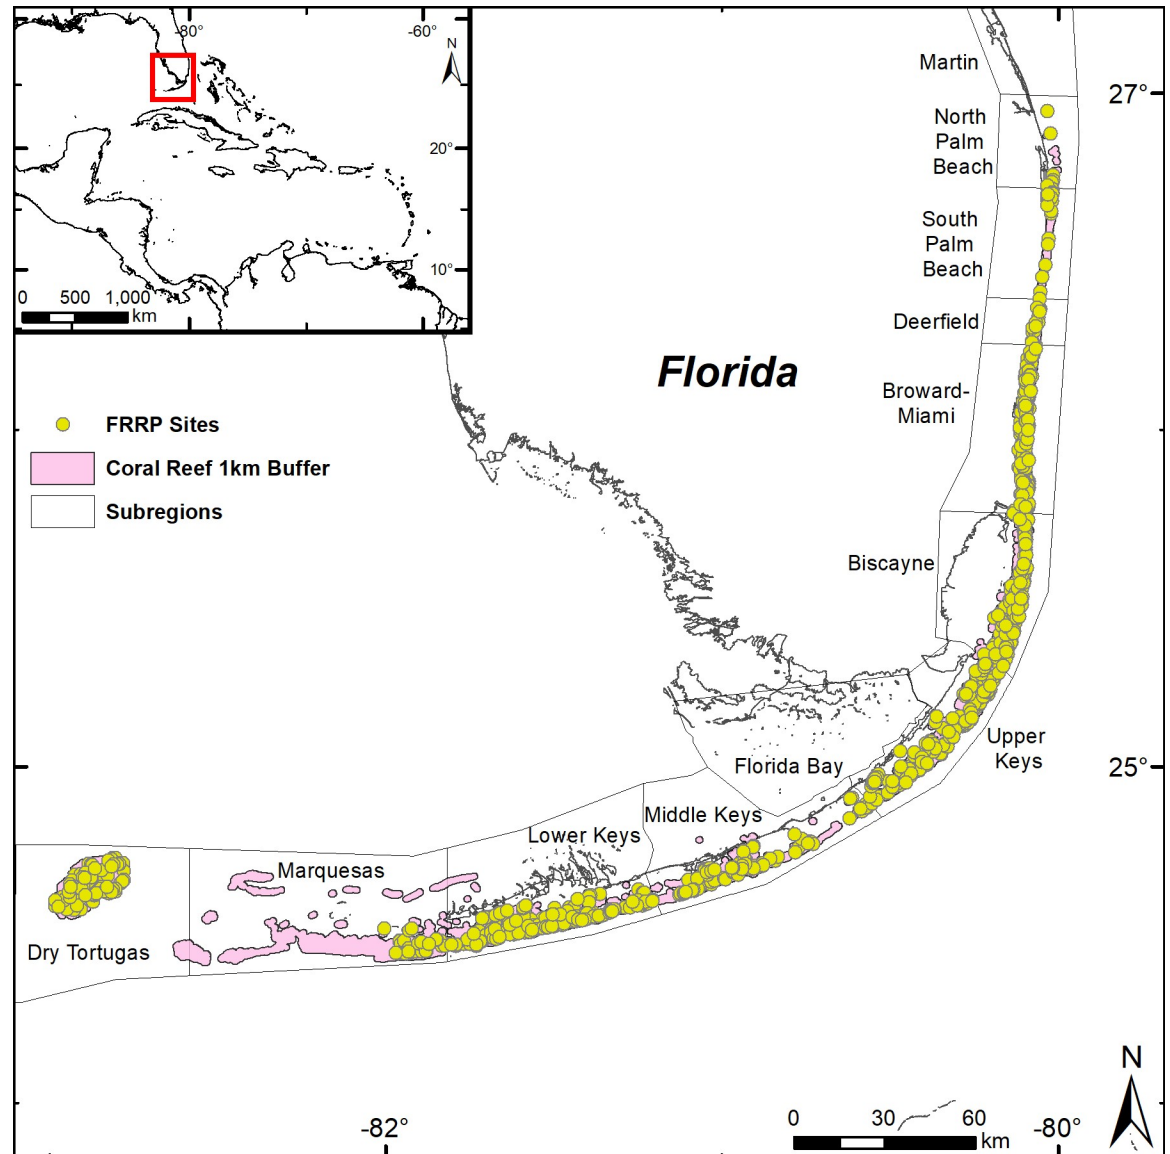 -80°
-60°
N
20°
10°
0 500 1,000
km
Martin
27°
North
Palm
Beach
South
Palm
Beach
Deerfield
Florida
Broward-
Miami
FRRP Sites
Coral Reef 1km Buffer
Subregions
Biscayne
Upper
Keys
Florida Bay
25°
Middle Keys
Lower Keys
Marquesas
Dry Tortugas
N
0 30 60
km
-82°
-80°